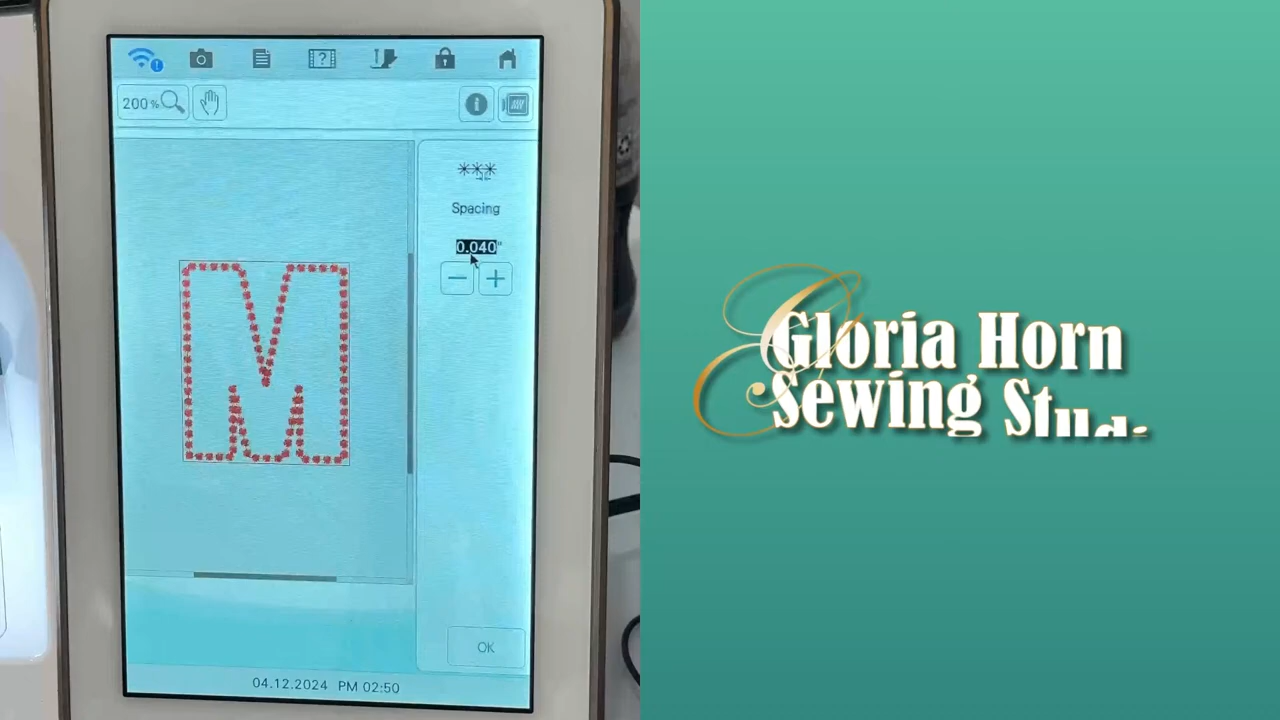 200%
Spacing
0.040"
OK
04.12.2024 PM 02:50
Gloria Horn
Sewing